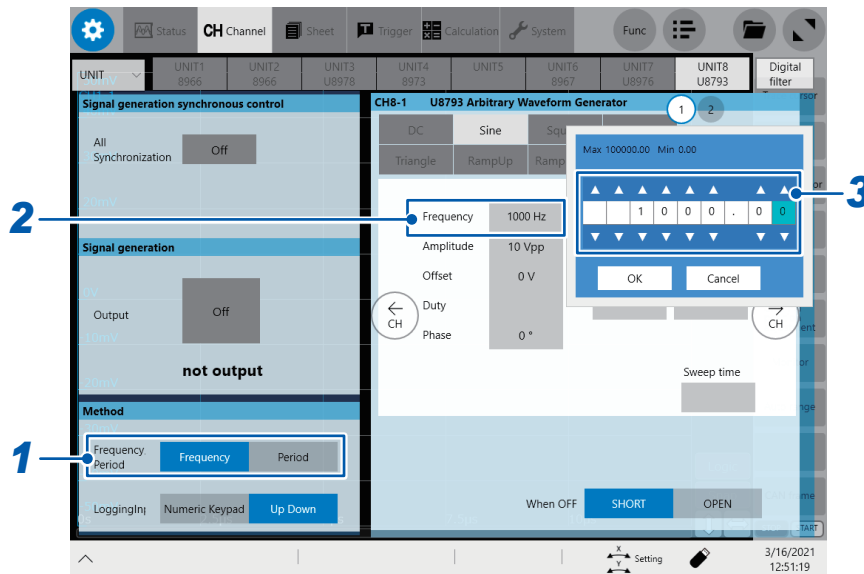 Status
CH Channel
Sheet
T Trigger
Calculation
System
Func
UNIT
UNIT1
8966
UNIT2
8966
UNIT3
U8978
UNIT4
8973
UNIT5
UNIT6
8967
UNIT7
U8976
UNIT8
U8793
Digital
filter
Signal generation synchronous control
All
Synchronization
Off
Signal generation
Output
Off
not output
Method
1
Frequency
Period
Frequency
Period
LoggingIn
Numeric Keypad
Up Down
CH8-1 U8793 Arbitrary Waveform Generator
1
2
DC
Sine
Squ
Triangle
RampUp
Ramp
2
Frequency
1000 Hz
Amplitude
10 Vpp
Offset
0 V
Duty
Phase
0 °
CH
CH
Max 100000.00 Min 0.00
3
1 0 0 0 . 0 0
OK
Cancel
Sweep time
When OFF
SHORT
OPEN
START
X
Y
Setting
3/16/2021
12:51:19